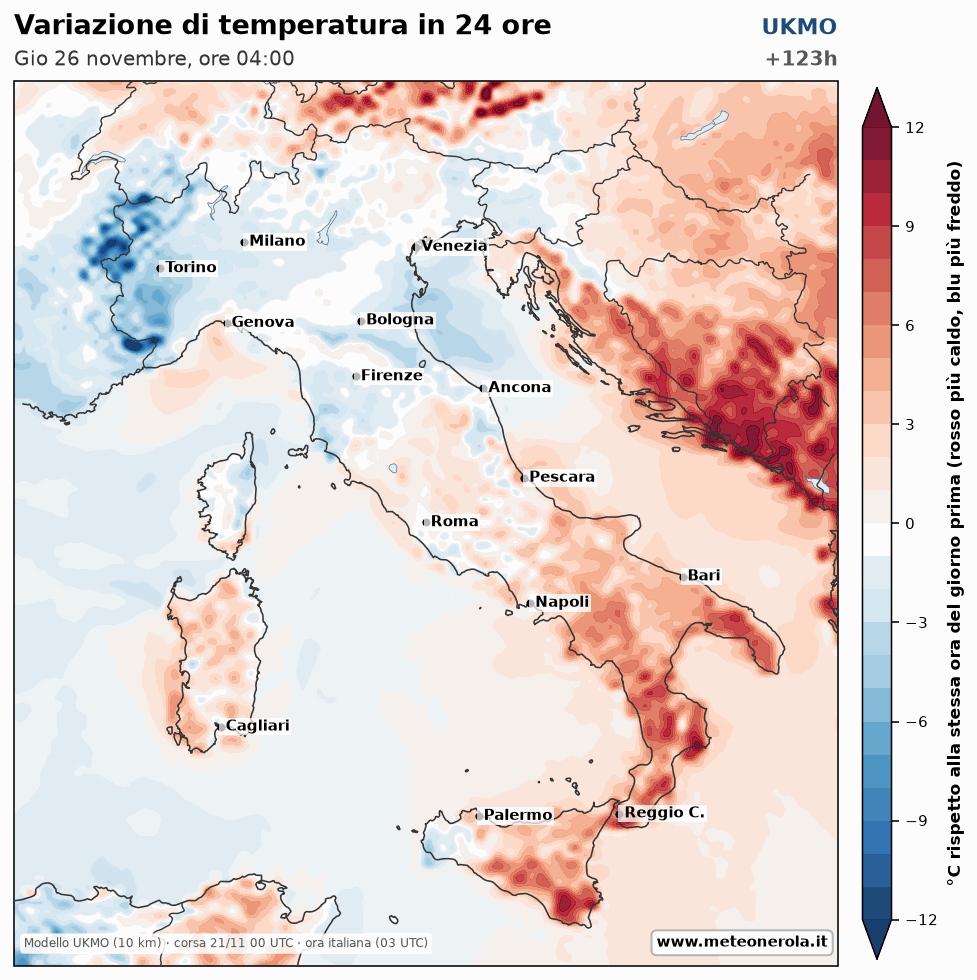 Variazione di temperatura in 24 ore
UKMO
Gio 26 novembre, ore 04:00
+123h
Milano
Venezia
Torino
Genova
Bologna
Firenze
Ancona
Pescara
Roma
Bari
Napoli
Cagliari
Palermo
Reggio C.
Modello UKMO (10 km) · corsa 21/11 00 UTC · ora italiana (03 UTC)
www.meteonerola.it
12
9
6
3
0
−3
−6
−9
−12
°C rispetto alla stessa ora del giorno prima (rosso più caldo, blu più freddo)